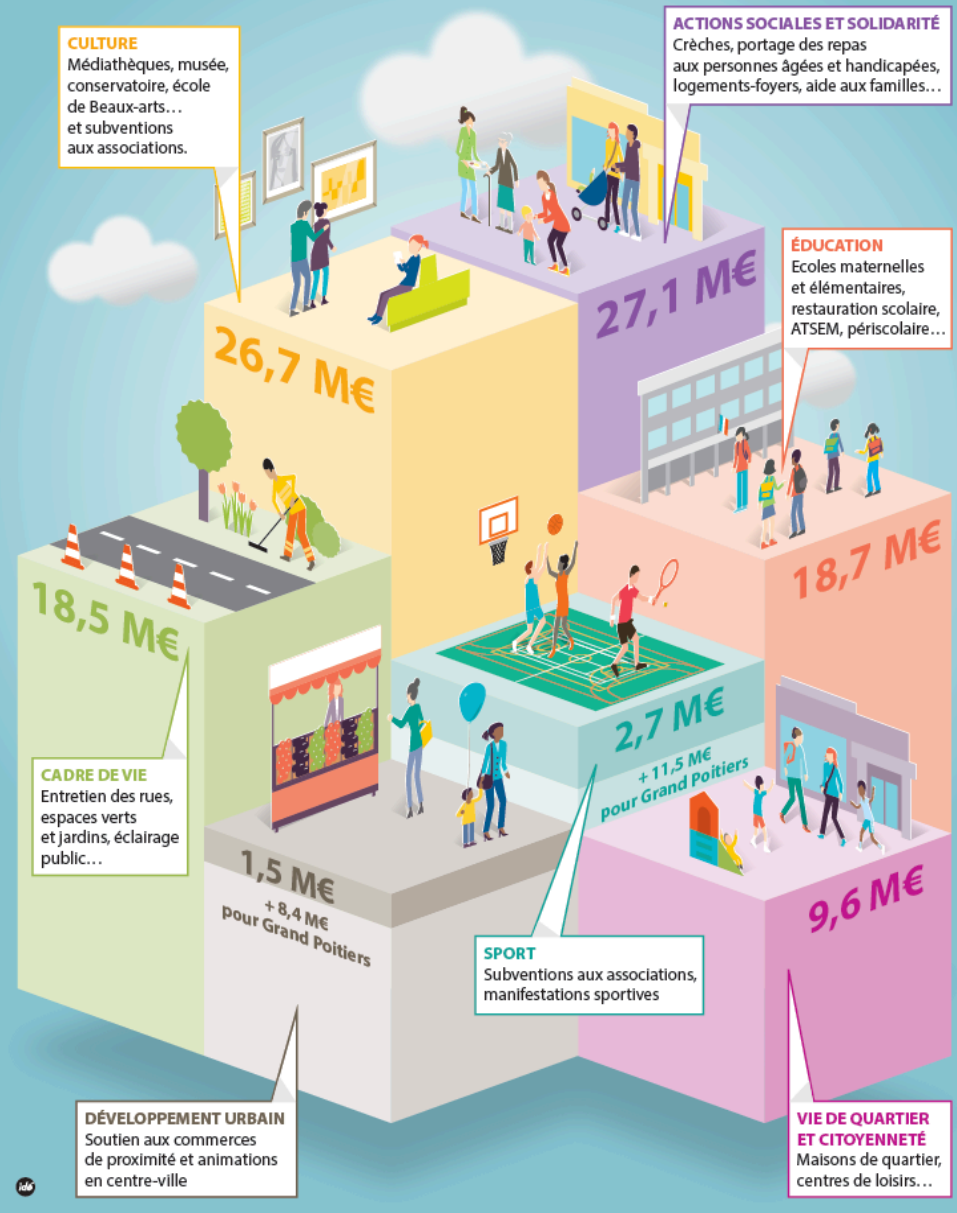 CULTURE
Médiathèques, musée,
conservatoire, école
de Beaux-arts...
et subventions
aux associations.
ACTIONS SOCIALES ET SOLIDARITÉ
Crèches, portage des repas
aux personnes âgées et handicapées,
logements-foyers, aide aux familles...
27,1 M€
26,7 M€
ÉDUCATION
Ecoles maternelles
et élémentaires,
restauration scolaire,
ATSEM, périscolaire...
18,7 M€
18,5 M€
CADRE DE VIE
Entretien des rues,
espaces verts
et jardins, éclairage
public...
2,7 M€
+ 11,5 M€
pour Grand Poitiers
SPORT
Subventions aux associations,
manifestations sportives
1,5 M€
+ 8,4 M€
pour Grand Poitiers
DÉVELOPPEMENT URBAIN
Soutien aux commerces
de proximité et animations
en centre-ville
9,6 M€
VIE DE QUARTIER
ET CITOYENNETÉ
Maisons de quartier,
centres de loisirs...
idé